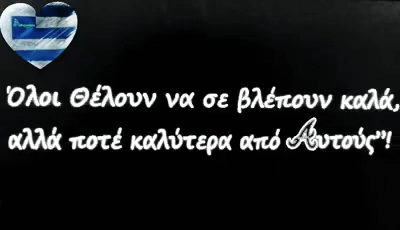 Όλοι Θέλουν να σε βλέπουν καλά,
αλλά ποτέ καλύτερα από Αυτούς"!